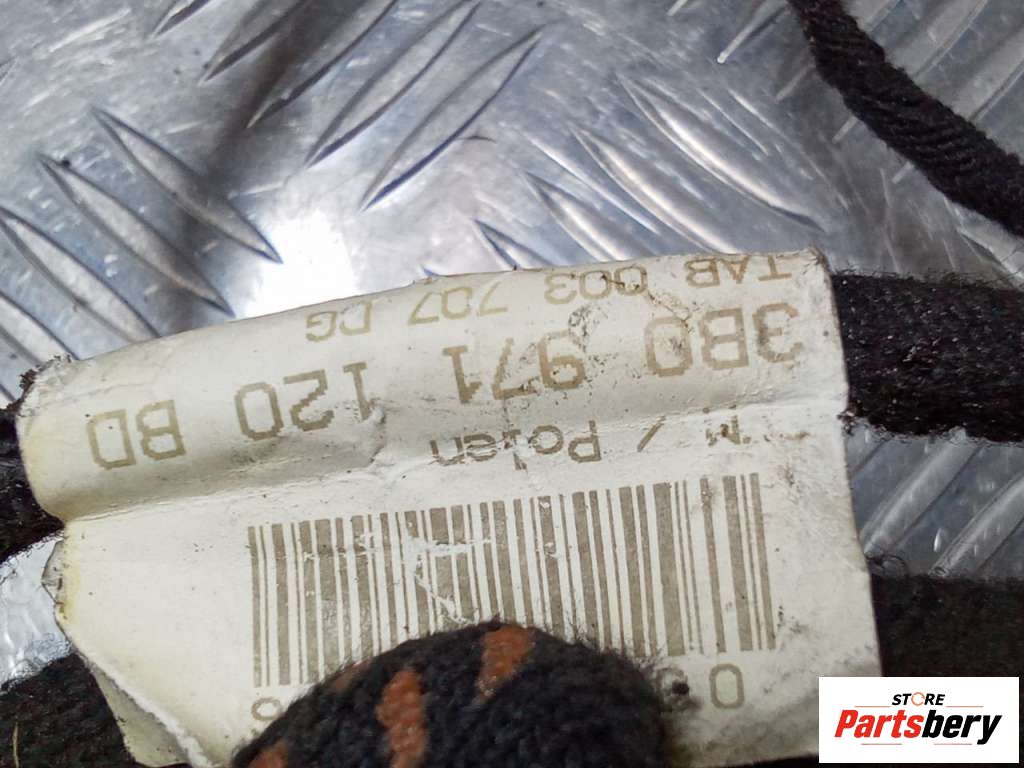 TAB 003 707 DG
3B0 971 120 BD
/ Polen
STORE
Partsbery